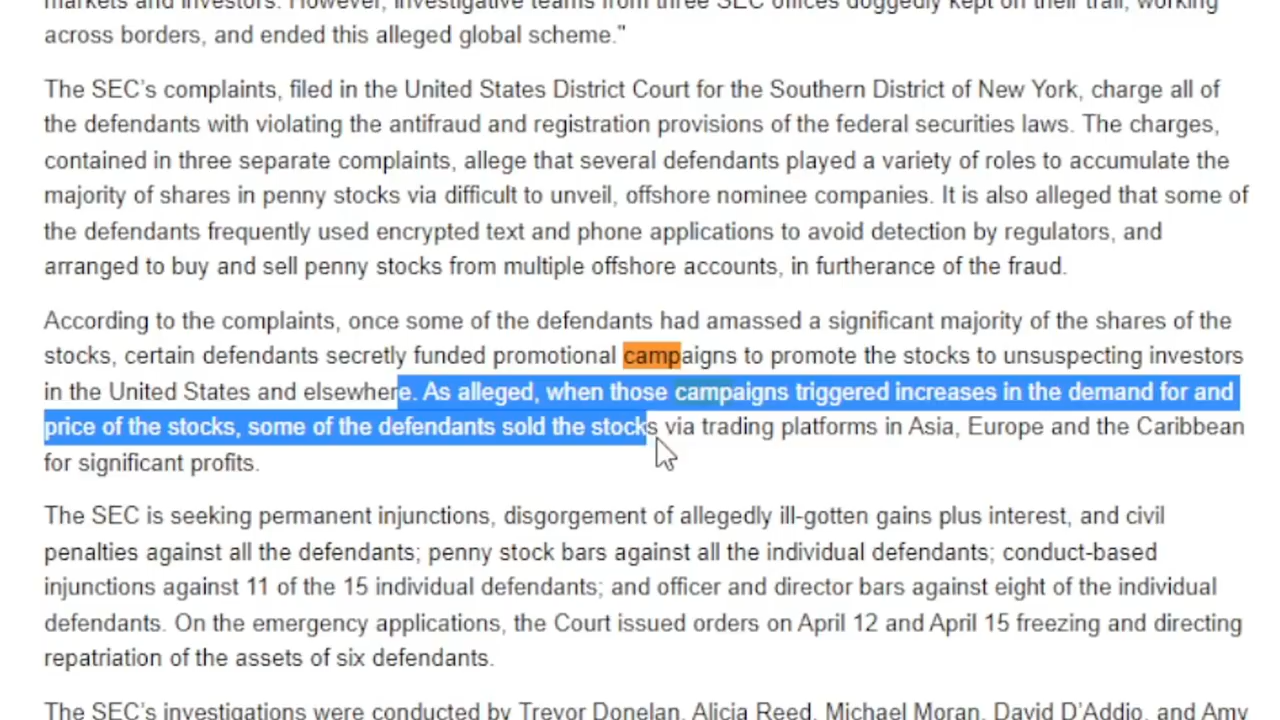 markets and investors. However, investigative teams from three SEC offices doggedly kept on their trail, working
across borders, and ended this alleged global scheme."
The SEC's complaints, filed in the United States District Court for the Southern District of New York, charge all of
the defendants with violating the antifraud and registration provisions of the federal securities laws. The charges,
contained in three separate complaints, allege that several defendants played a variety of roles to accumulate the
majority of shares in penny stocks via difficult to unveil, offshore nominee companies. It is also alleged that some of
the defendants frequently used encrypted text and phone applications to avoid detection by regulators, and
arranged to buy and sell penny stocks from multiple offshore accounts, in furtherance of the fraud.
According to the complaints, once some of the defendants had amassed a significant majority of the shares of the
stocks, certain defendants secretly funded promotional campaigns to promote the stocks to unsuspecting investors
in the United States and elsewhere. As alleged, when those campaigns triggered increases in the demand for and
price of the stocks, some of the defendants sold the stocks via trading platforms in Asia, Europe and the Caribbean
for significant profits.
The SEC is seeking permanent injunctions, disgorgement of allegedly ill-gotten gains plus interest, and civil
penalties against all the defendants; penny stock bars against all the individual defendants; conduct-based
injunctions against 11 of the 15 individual defendants; and officer and director bars against eight of the individual
defendants. On the emergency applications, the Court issued orders on April 12 and April 15 freezing and directing
repatriation of the assets of six defendants.
The SEC's investigations were conducted by Trevor Donelan, Alicia Reed, Michael Moran, David D'Addio, and Amy